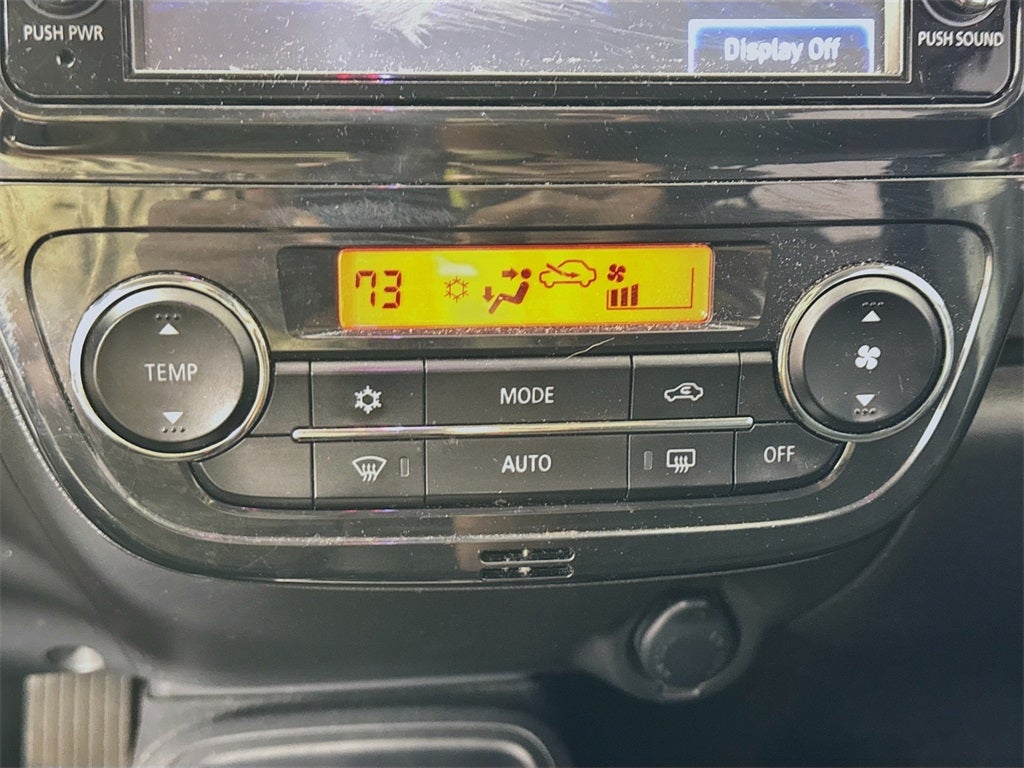 PUSH PWR
Display Off
PUSH SOUND
73
TEMP
MODE
AUTO
OFF